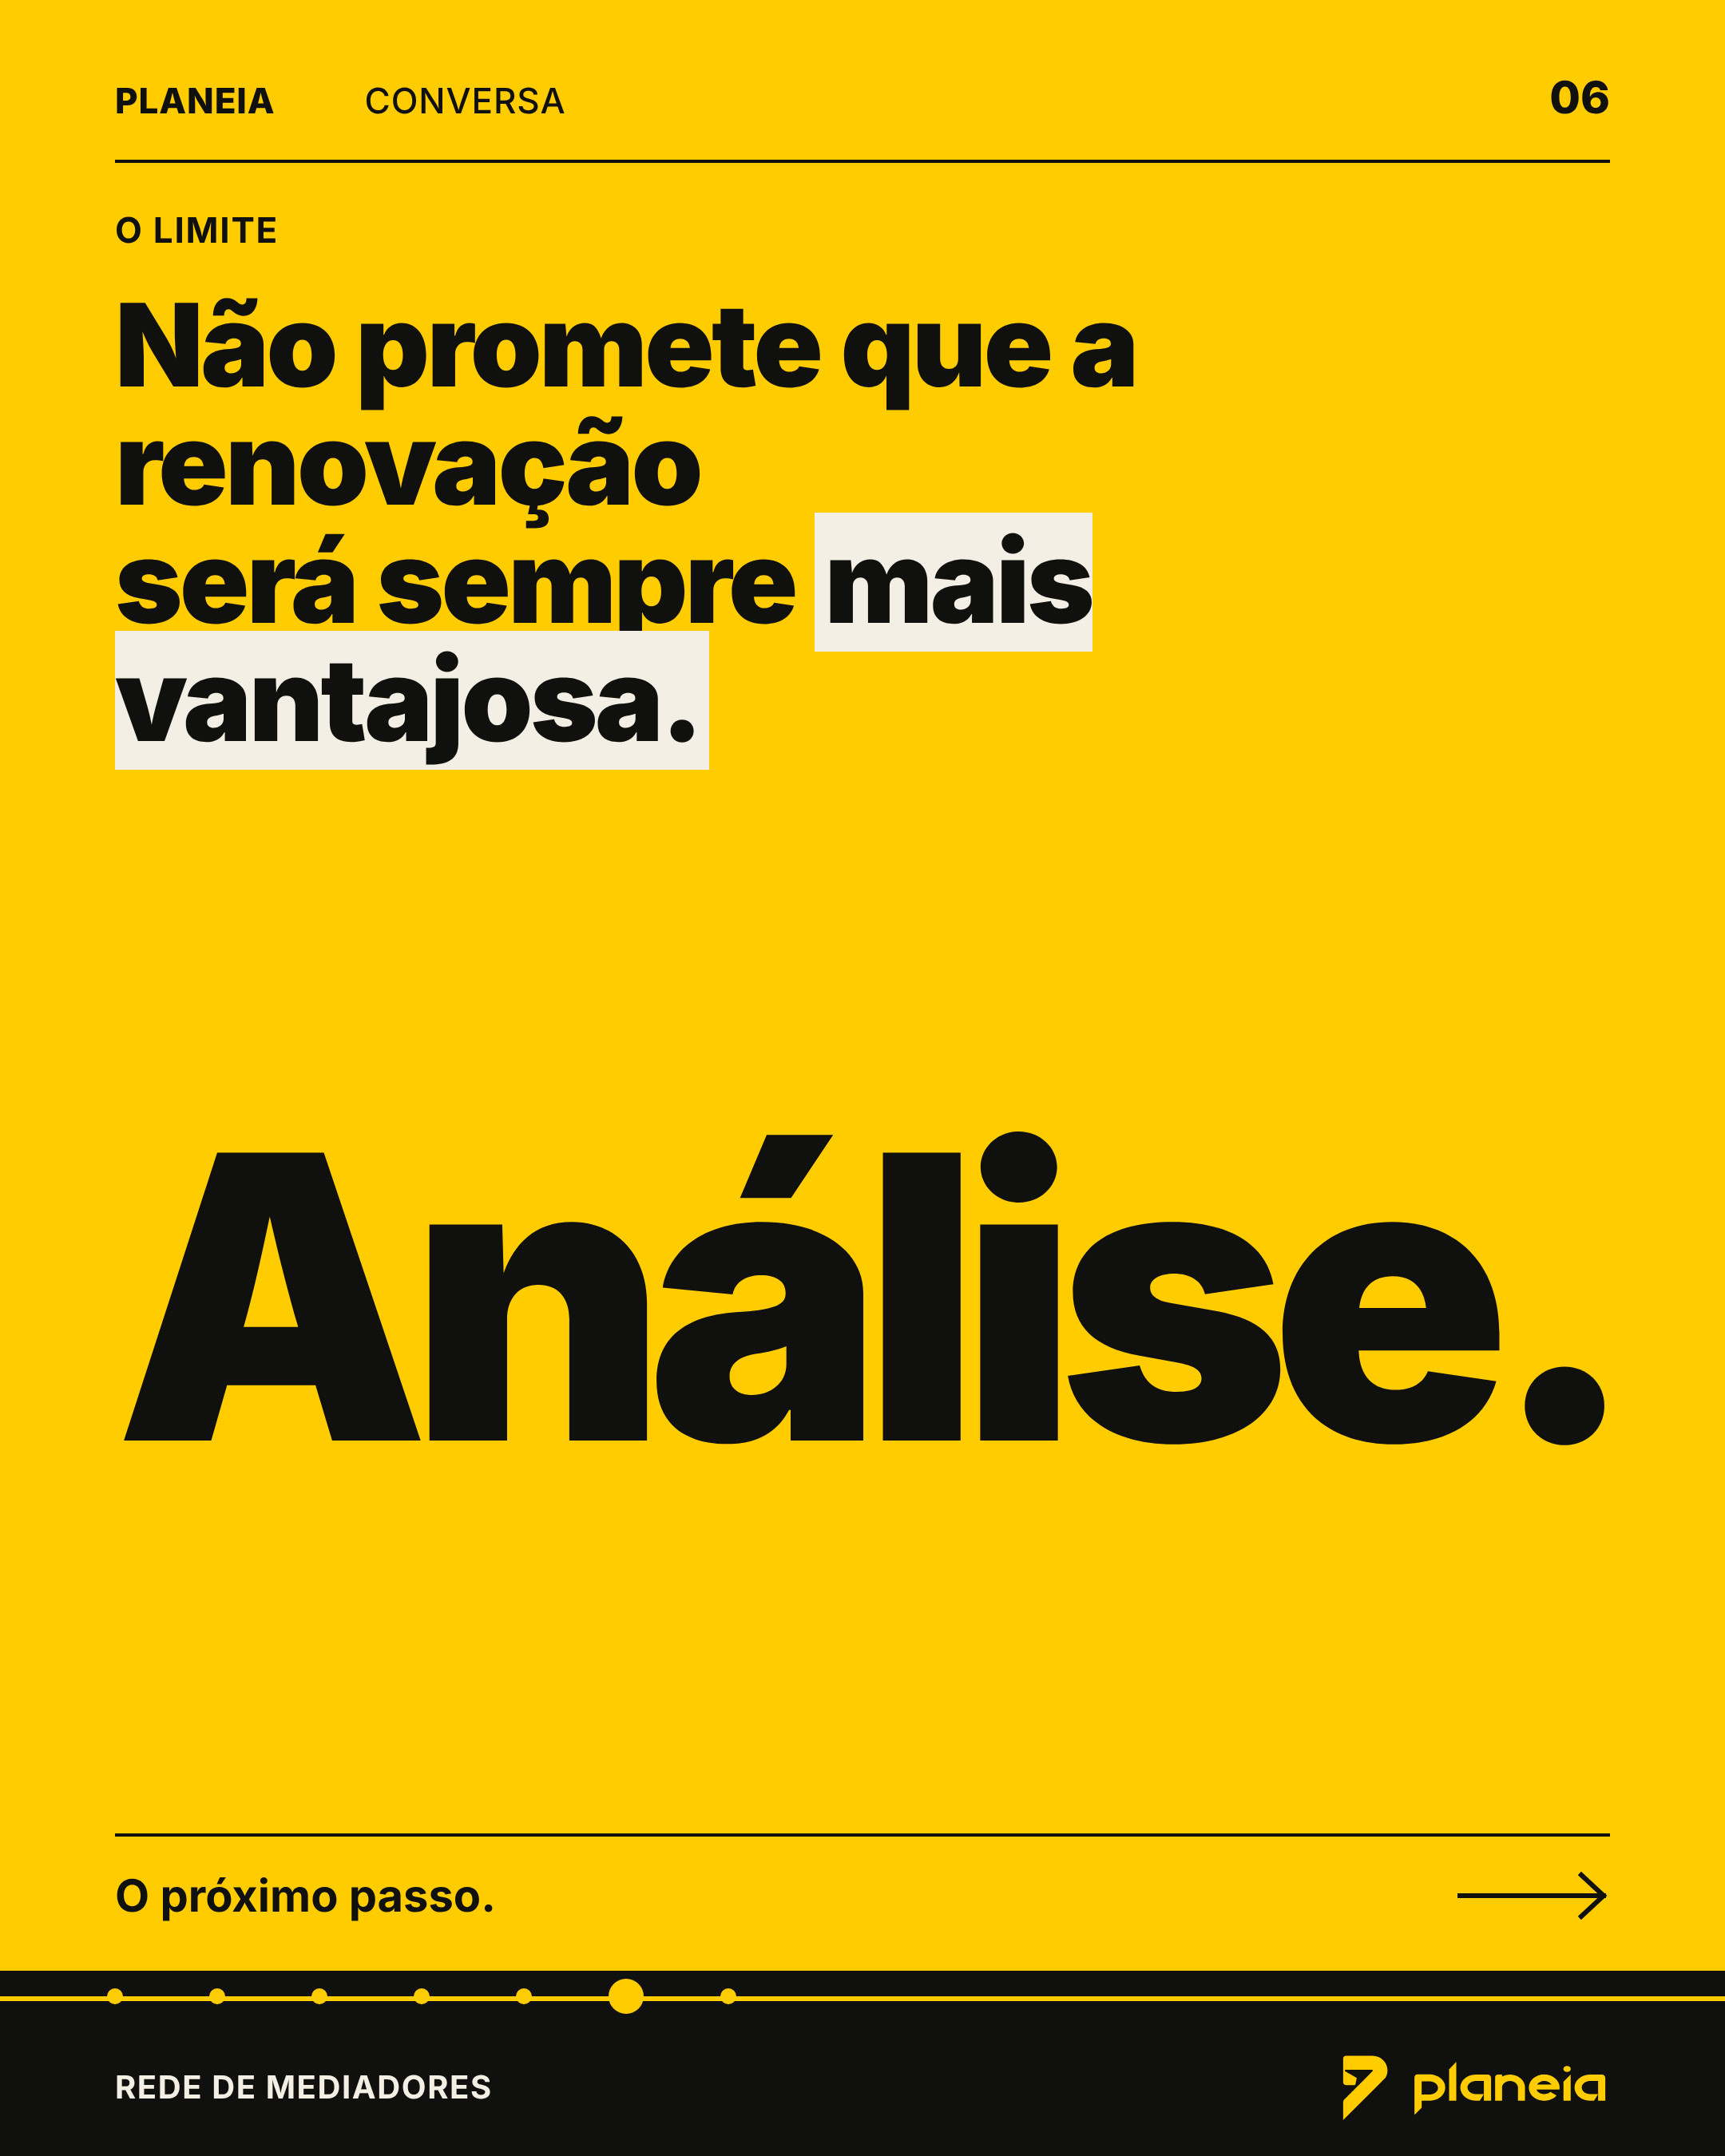 PLANEIA CONVERSA 06
O LIMITE
Não promete que a
renovação
será sempre mais
vantajosa.
Análise.
O próximo passo.
REDE DE MEDIADORES
planeia